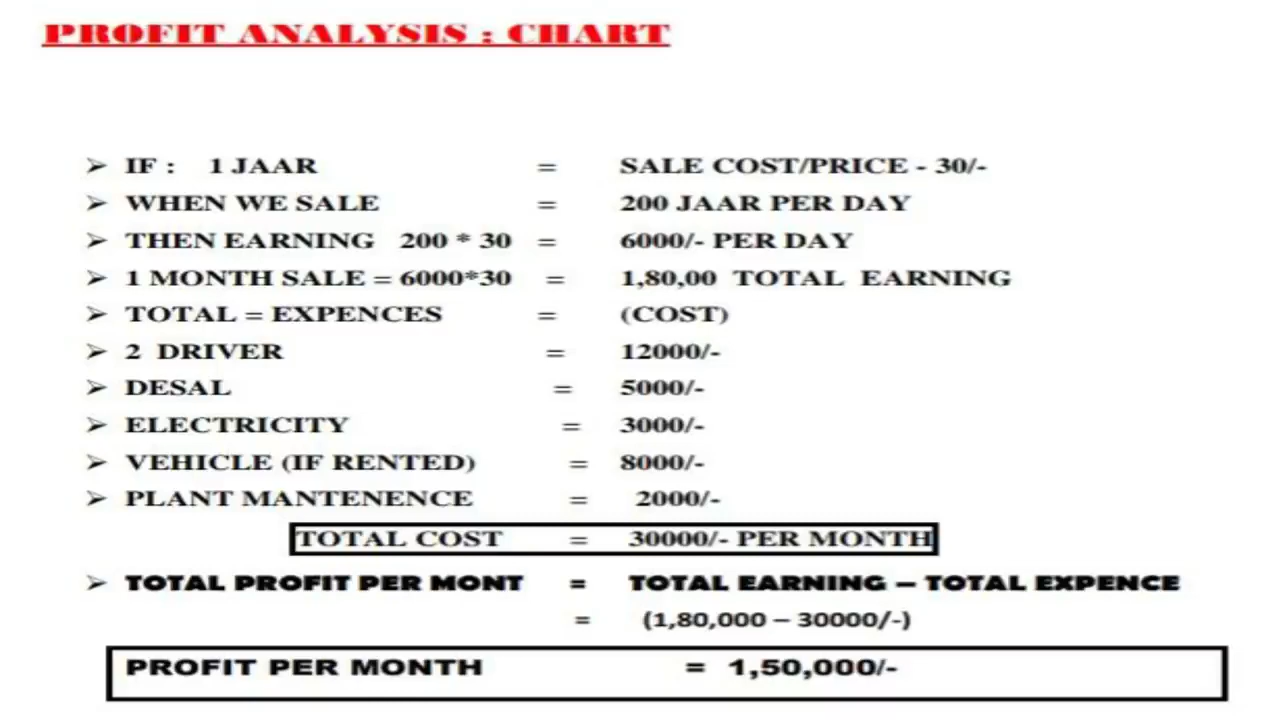 PROFIT ANALYSIS : CHART
➢ IF : 1 JAAR = SALE COST/PRICE - 30/-
➢ WHEN WE SALE = 200 JAAR PER DAY
➢ THEN EARNING 200 * 30 = 6000/- PER DAY
➢ 1 MONTH SALE = 6000*30 = 1,80,00 TOTAL EARNING
➢ TOTAL = EXPENCES = (COST)
➢ 2 DRIVER = 12000/-
➢ DESAL = 5000/-
➢ ELECTRICITY = 3000/-
➢ VEHICLE (IF RENTED) = 8000/-
➢ PLANT MANTENENCE = 2000/-
TOTAL COST = 30000/- PER MONTH
➢ TOTAL PROFIT PER MONT = TOTAL EARNING – TOTAL EXPENCE
= (1,80,000 – 30000/-)
PROFIT PER MONTH = 1,50,000/-